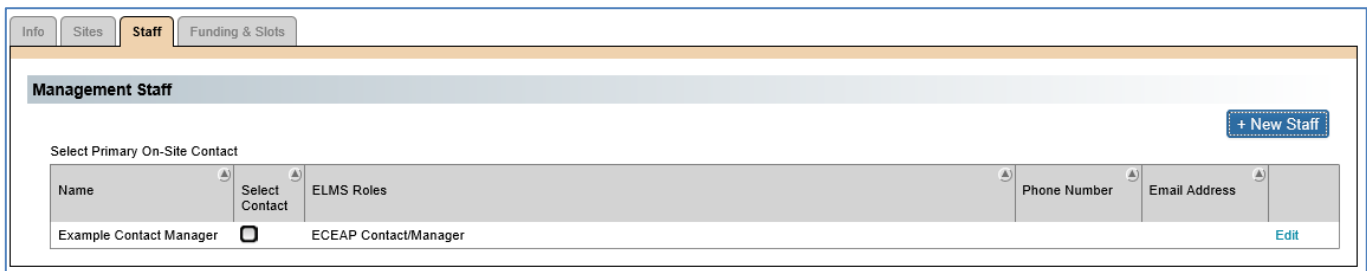 Info Sites Staff Funding & Slots
Management Staff
+ New Staff
Select Primary On-Site Contact
Name Select Contact ELMS Roles Phone Number Email Address
Example Contact Manager ECEAP Contact/Manager Edit